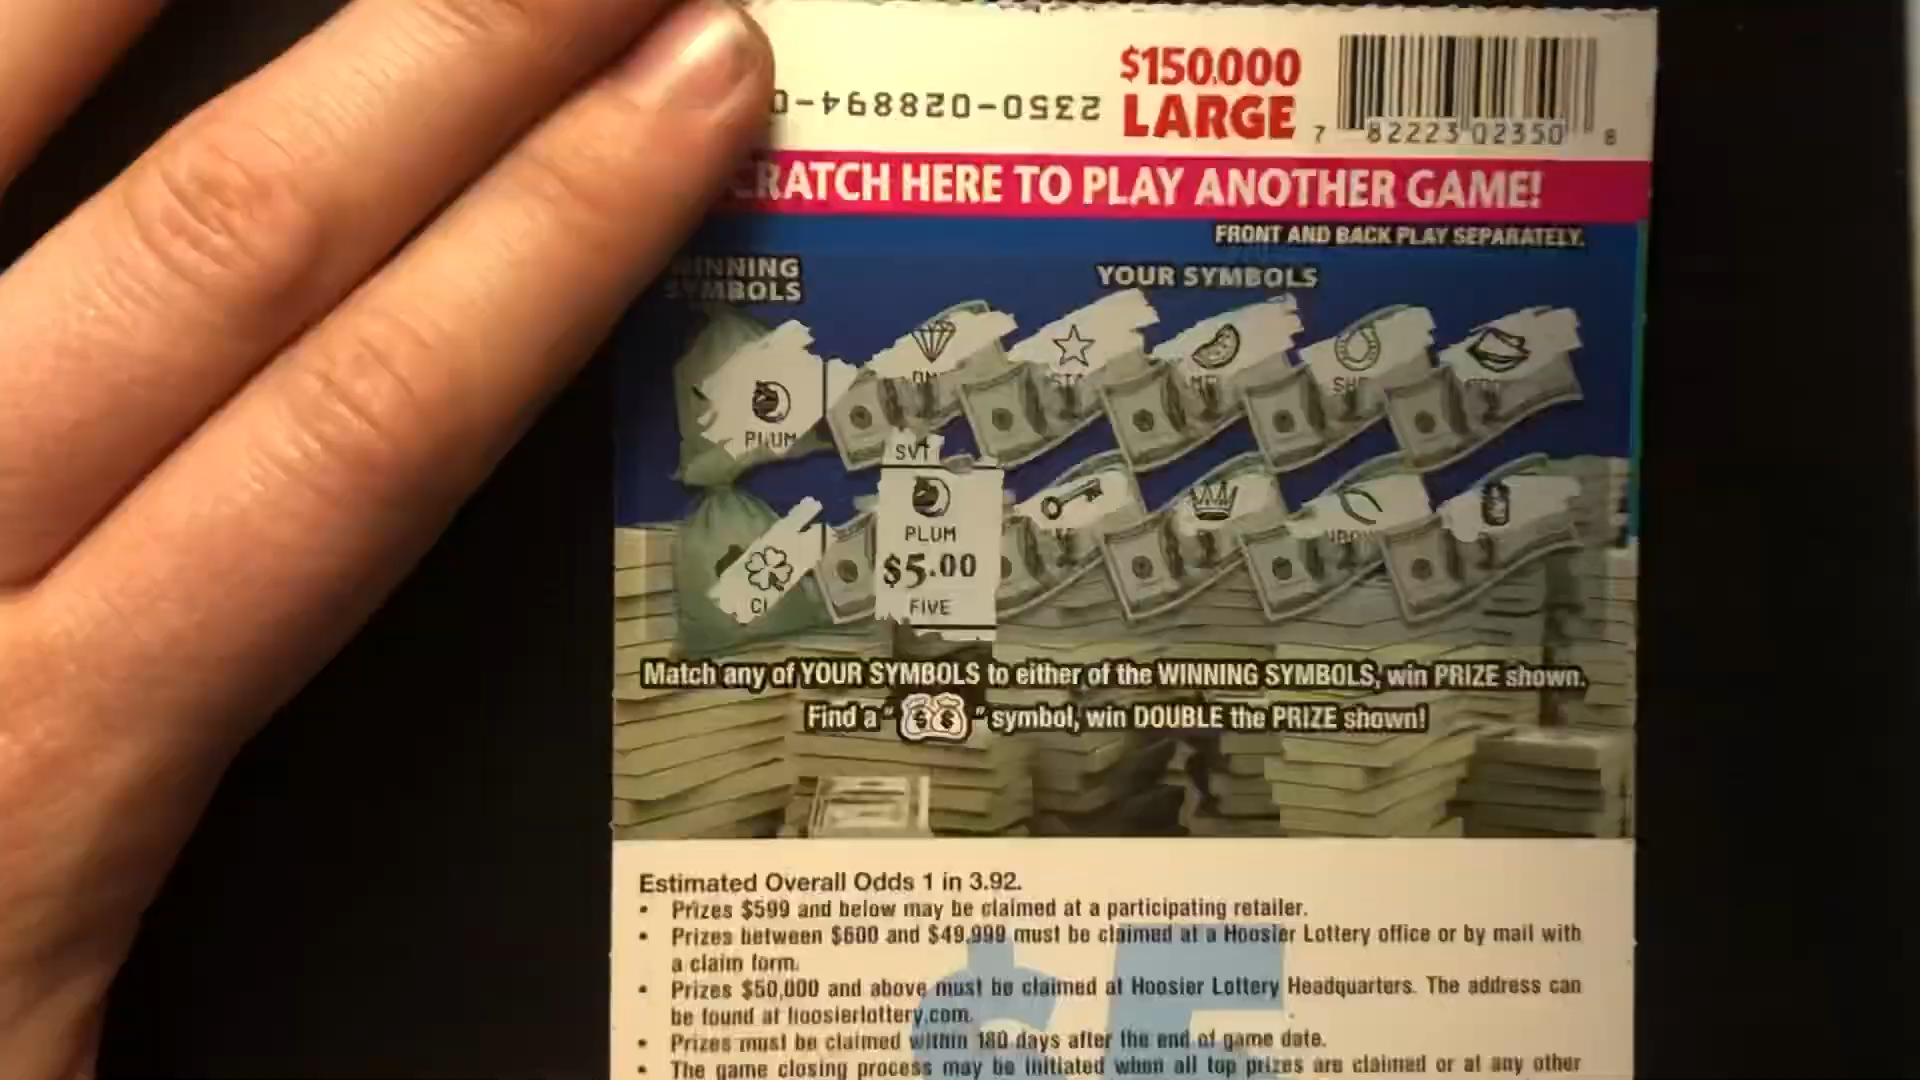 $150,000
LARGE
2350-028894-0
7 82223 02350 8
CRATCH HERE TO PLAY ANOTHER GAME!
FRONT AND BACK PLAY SEPARATELY.
WINNING
SYMBOLS
YOUR SYMBOLS
PLUM
SVT
PLUM
$5.00
FIVE
CL
Match any of YOUR SYMBOLS to either of the WINNING SYMBOLS, win PRIZE shown.
Find a " $ $ " symbol, win DOUBLE the PRIZE shown!
Estimated Overall Odds 1 in 3.92.
• Prizes $599 and below may be claimed at a participating retailer.
• Prizes between $600 and $49,999 must be claimed at a Hoosier Lottery office or by mail with
a claim form.
• Prizes $50,000 and above must be claimed at Hoosier Lottery Headquarters. The address can
be found at hoosierlottery.com.
• Prizes must be claimed within 180 days after the end of game date.
• The game closing process may be initiated when all top prizes are claimed or at any other
$5